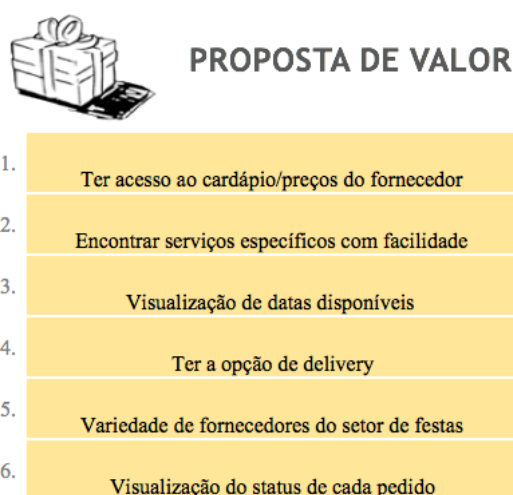 PROPOSTA DE VALOR
1. Ter acesso ao cardápio/preços do fornecedor
2. Encontrar serviços específicos com facilidade
3. Visualização de datas disponíveis
4. Ter a opção de delivery
5. Variedade de fornecedores do setor de festas
6. Visualização do status de cada pedido